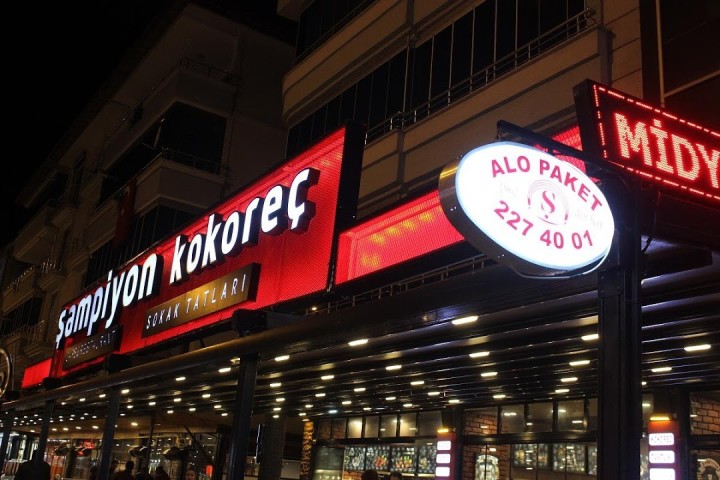 şampiyon kokoreç
SOKAK TATLARI
ALO PAKET
S
227 40 01
MİDY